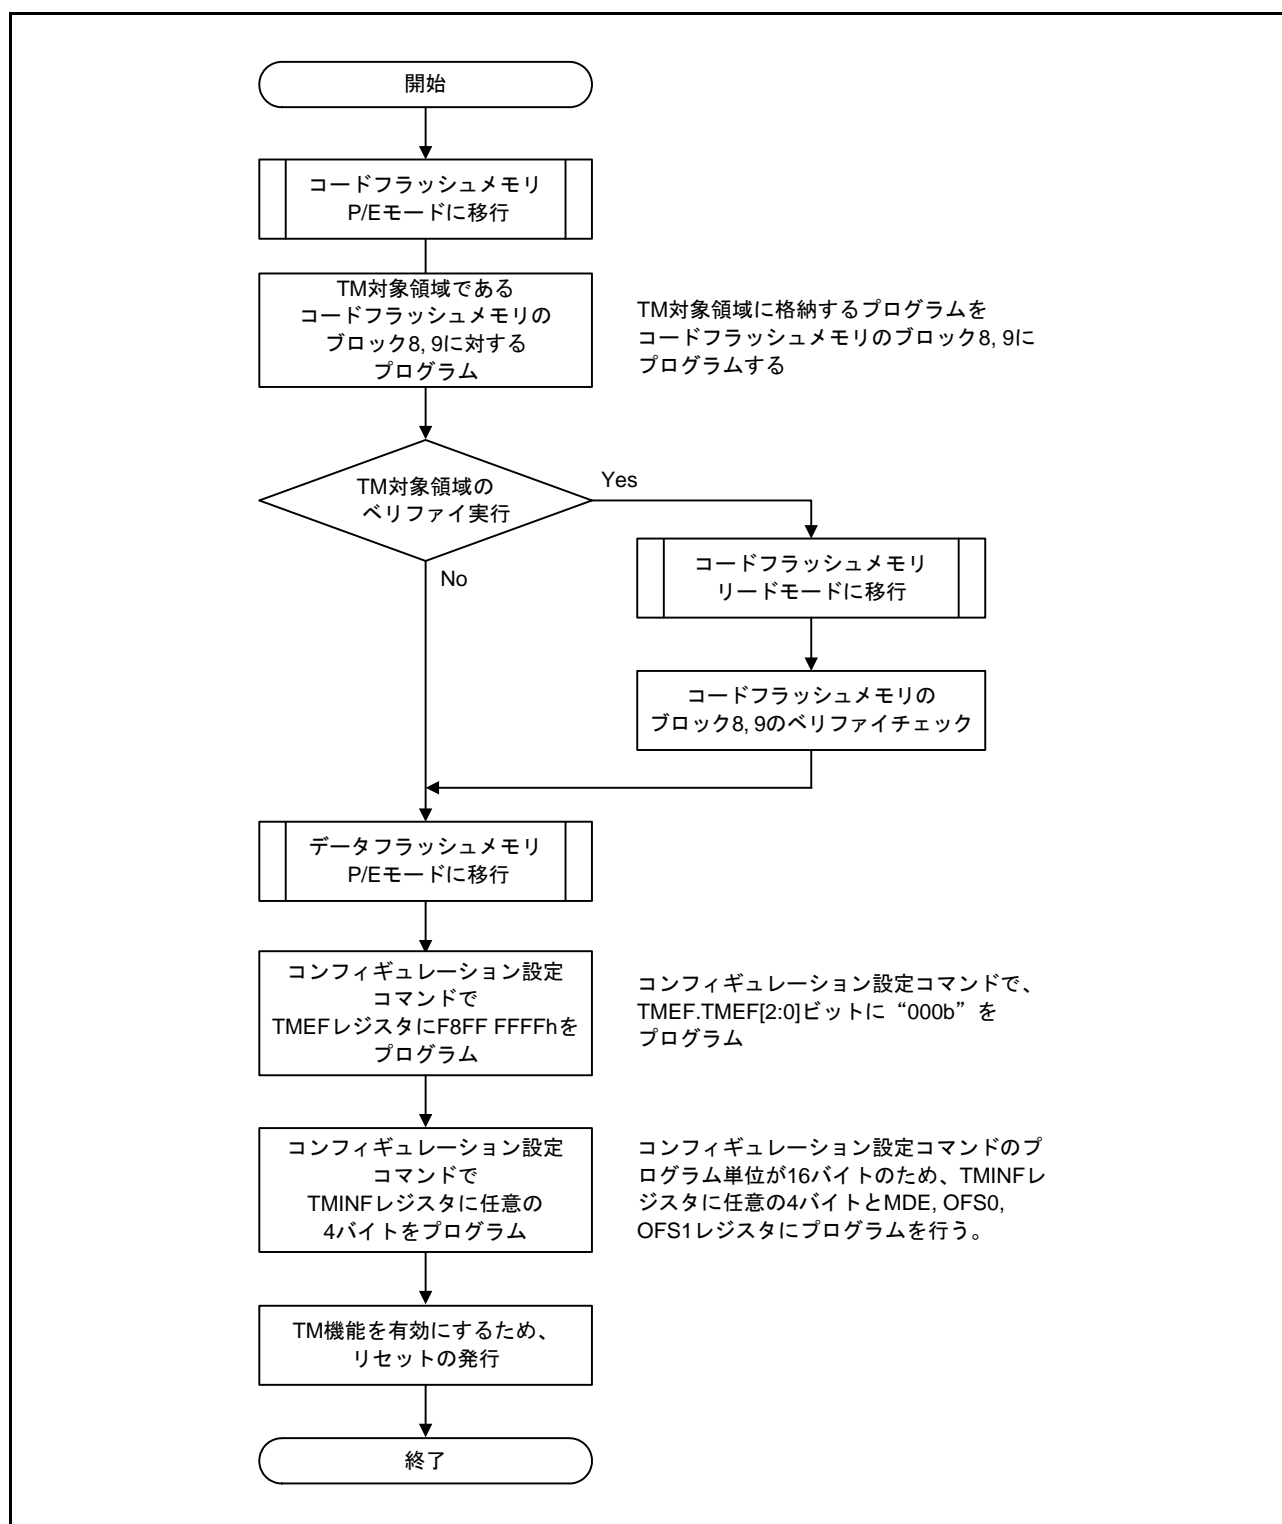 開始
コードフラッシュメモリ
P/Eモードに移行
TM対象領域である
コードフラッシュメモリの
ブロック8, 9に対する
プログラム
TM対象領域に格納するプログラムを
コードフラッシュメモリのブロック8, 9に
プログラムする
TM対象領域の
ベリファイ実行
Yes
No
コードフラッシュメモリ
リードモードに移行
コードフラッシュメモリの
ブロック8, 9のベリファイチェック
データフラッシュメモリ
P/Eモードに移行
コンフィギュレーション設定
コマンドで
TMEFレジスタにF8FF FFFFhを
プログラム
コンフィギュレーション設定コマンドで、
TMEF.TMEF[2:0]ビットに“000b”を
プログラム
コンフィギュレーション設定
コマンドで
TMINFレジスタに任意の
4バイトをプログラム
コンフィギュレーション設定コマンドのプ
ログラム単位が16バイトのため、TMINFレ
ジスタに任意の4バイトとMDE, OFS0,
OFS1レジスタにプログラムを行う。
TM機能を有効にするため、
リセットの発行
終了